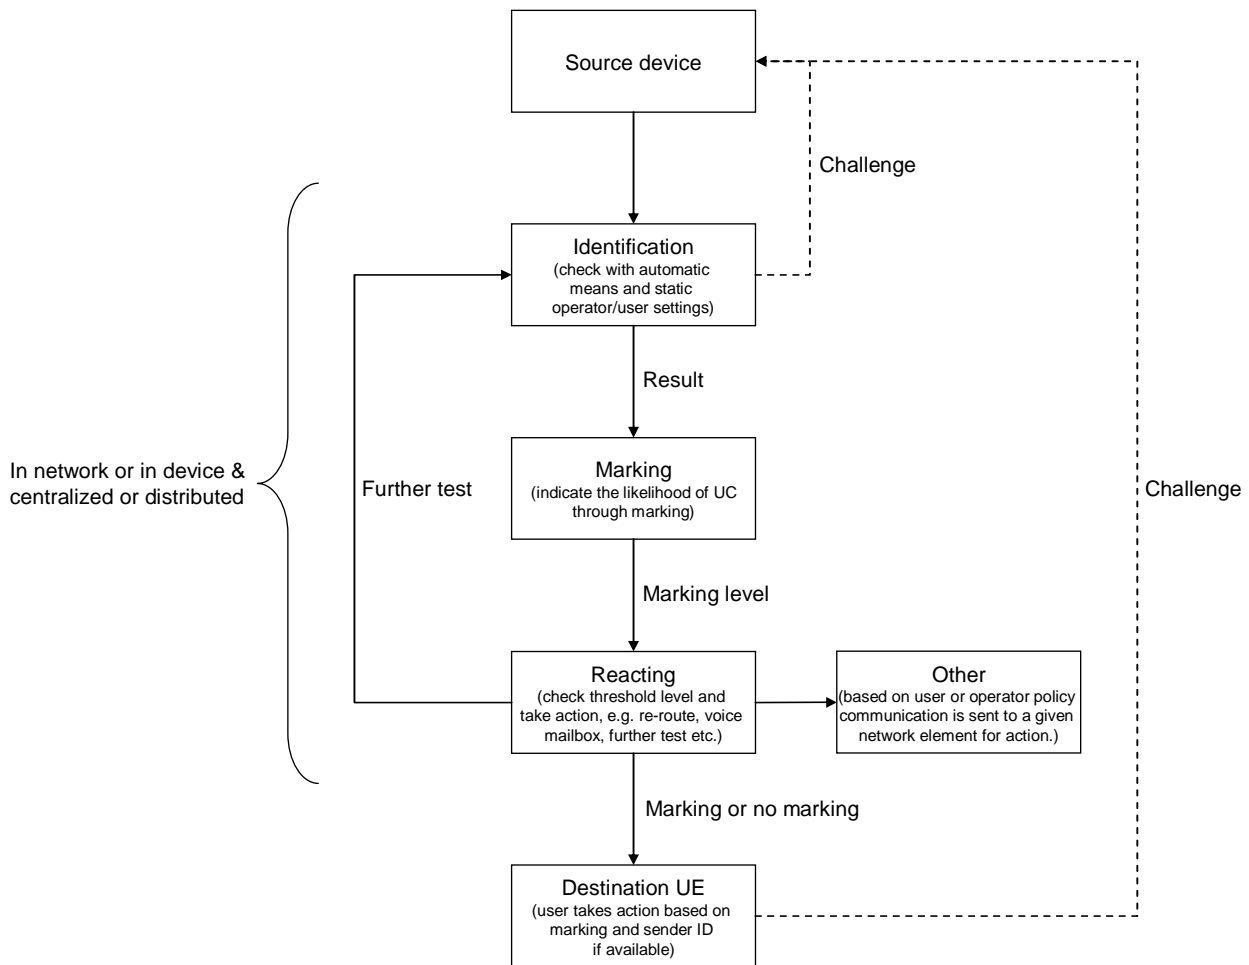 Source device
Challenge
Identification
(check with automatic
means and static
operator/user settings)
Result
In network or in device &
centralized or distributed
Further test
Marking
(indicate the likelihood of UC
through marking)
Challenge
Marking level
Reacting
(check threshold level and
take action, e.g. re-route, voice
mailbox, further test etc.)
Other
(based on user or operator policy
communication is sent to a given
network element for action.)
Marking or no marking
Destination UE
(user takes action based on
marking and sender ID
if available)